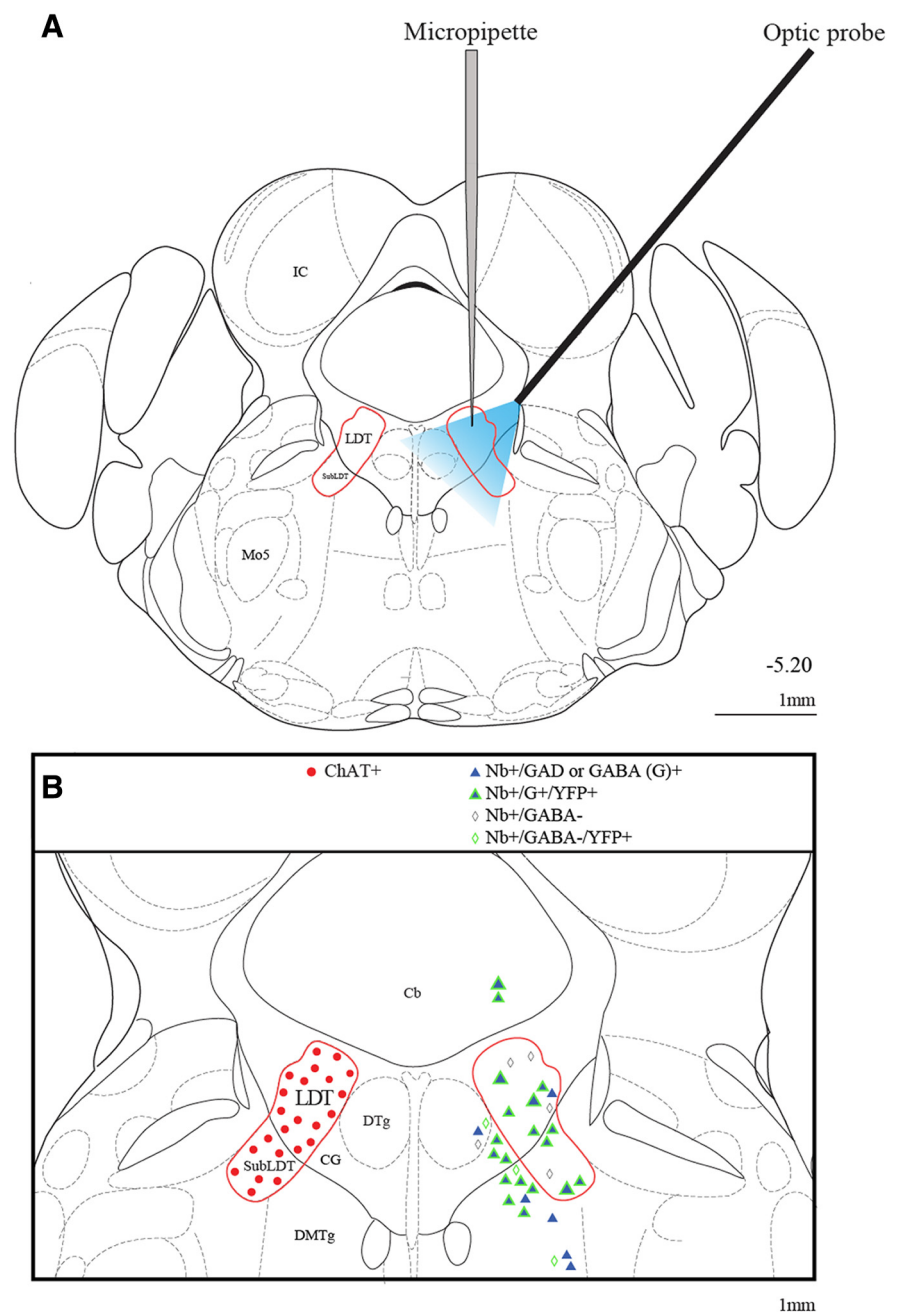 A
Micropipette
Optic probe
IC
LDT
SubLDT
Mo5
-5.20
1mm
B
ChAT+
Nb+/GAD or GABA (G)+
Nb+/G+/YFP+
Nb+/GABA-
Nb+/GABA-/YFP+
Cb
LDT
DTg
SubLDT
CG
DMTg
1mm